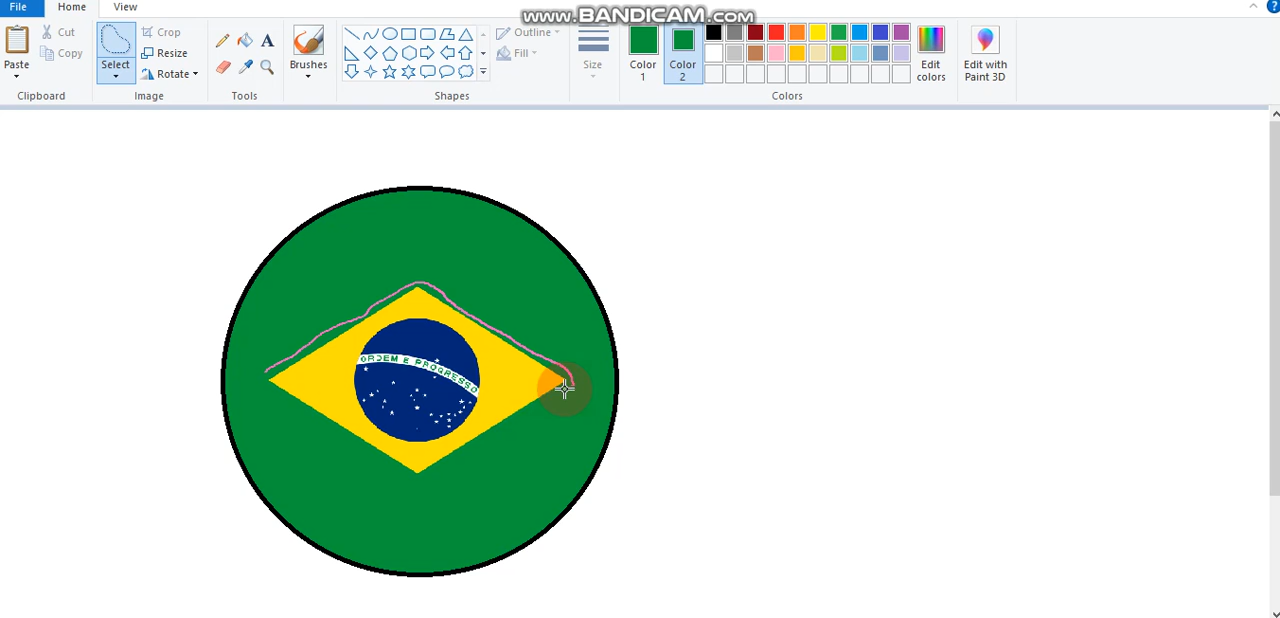 File Home View
www.BANDICAM.com
Cut
Copy
Paste
Clipboard
Select
Crop
Resize
Rotate
Image
A
Tools
Brushes
Shapes
Outline
Fill
Size
Color
1
Color
2
Colors
Edit
colors
Edit with
Paint 3D
?
ORDEM E PROGRESSO